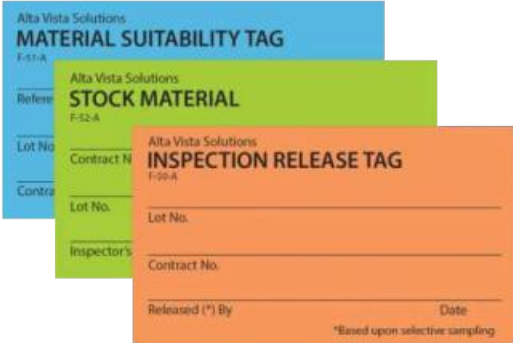 Alta Vista Solutions
MATERIAL SUITABILITY TAG
F-51-A
Refere
Lot No
Contra
Alta Vista Solutions
STOCK MATERIAL
F-52-A
Contract N
Lot No.
Inspector's
Alta Vista Solutions
INSPECTION RELEASE TAG
F-50-A
Lot No.
Contract No.
Released (*) By Date
*Based upon selective sampling